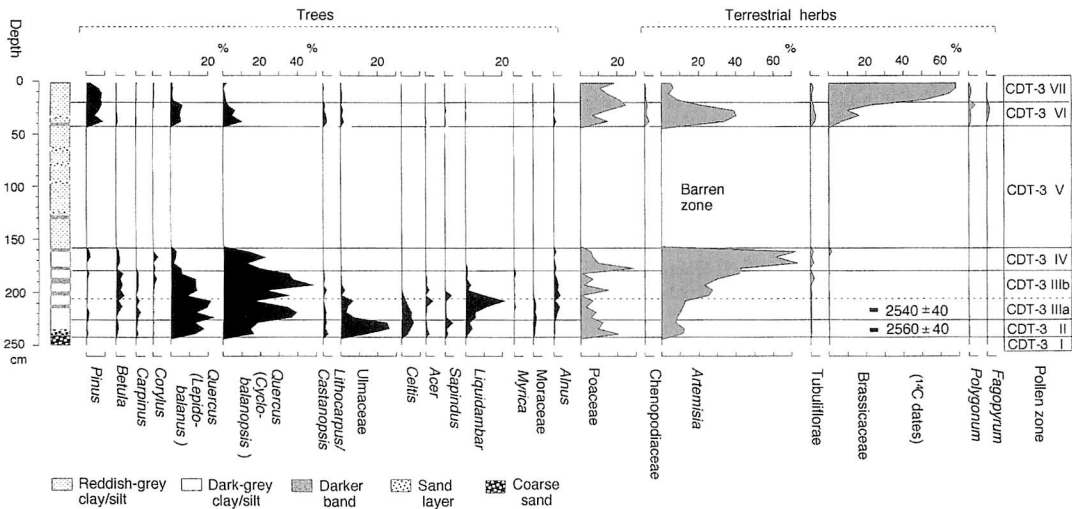 Trees Terrestrial herbs
Depth
% % % %
20 20 40 20 20 20 20 40 60 20 40 60
0
50
100
150
200
250
cm
Barren
zone
2540 ±40
2560 ±40
CDT-3 VII
CDT-3 VI
CDT-3 V
CDT-3 IV
CDT-3 IIIb
CDT-3 IIIa
CDT-3 II
CDT-3 I
Pinus
Betula
Carpinus
Corylus
Quercus
(Lepido-
balanus )
Quercus
(Cyclo-
balanopsis )
Lithocarpus/
Castanopsis
Ulmaceae
Celtis
Acer
Sapindus
Liquidambar
Myrica
Moraceae
Alnus
Poaceae
Chenopodiaceae
Artemisia
Tubuliflorae
Brassicaceae
(¹⁴C dates)
Polygonum
Fagopyrum
Pollen zone
Reddish-grey
clay/silt
Dark-grey
clay/silt
Darker
band
Sand
layer
Coarse
sand